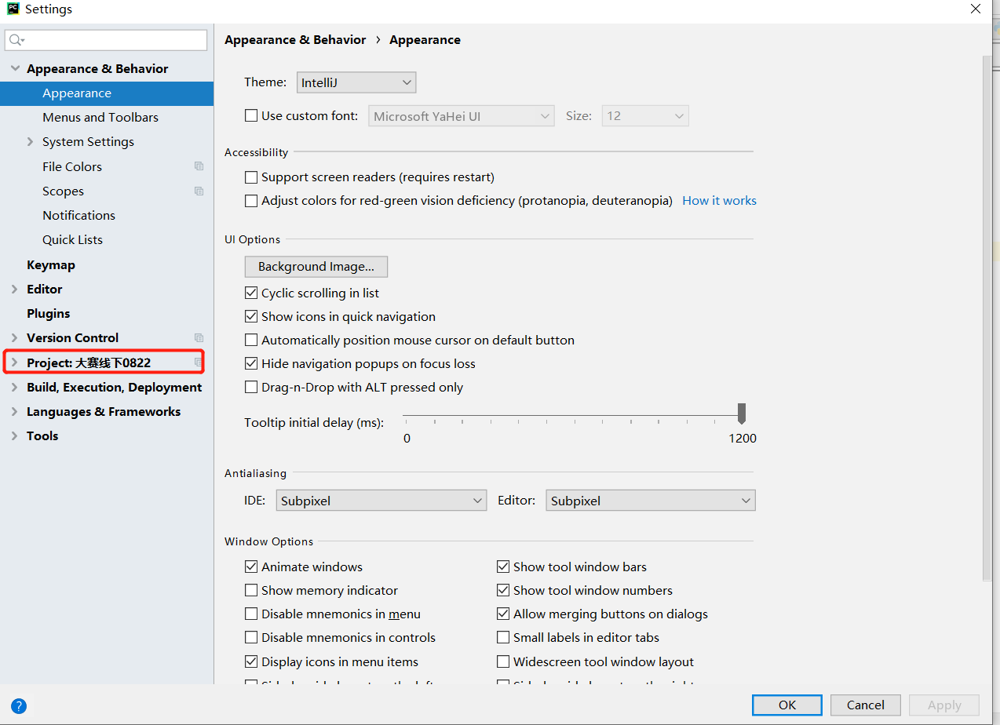 PC Settings
Appearance & Behavior
Appearance
Menus and Toolbars
System Settings
File Colors
Scopes
Notifications
Quick Lists
Keymap
Editor
Plugins
Version Control
Project: 大赛线下0822
Build, Execution, Deployment
Languages & Frameworks
Tools
?
Appearance & Behavior › Appearance
Theme: IntelliJ
Use custom font: Microsoft YaHei UI Size: 12
Accessibility
Support screen readers (requires restart)
Adjust colors for red-green vision deficiency (protanopia, deuteranopia) How it works
UI Options
Background Image...
Cyclic scrolling in list
Show icons in quick navigation
Automatically position mouse cursor on default button
Hide navigation popups on focus loss
Drag-n-Drop with ALT pressed only
Tooltip initial delay (ms):
0 1200
Antialiasing
IDE: Subpixel Editor: Subpixel
Window Options
Animate windows Show tool window bars
Show memory indicator Show tool window numbers
Disable mnemonics in menu Allow merging buttons on dialogs
Disable mnemonics in controls Small labels in editor tabs
Display icons in menu items Widescreen tool window layout
OK Cancel Apply